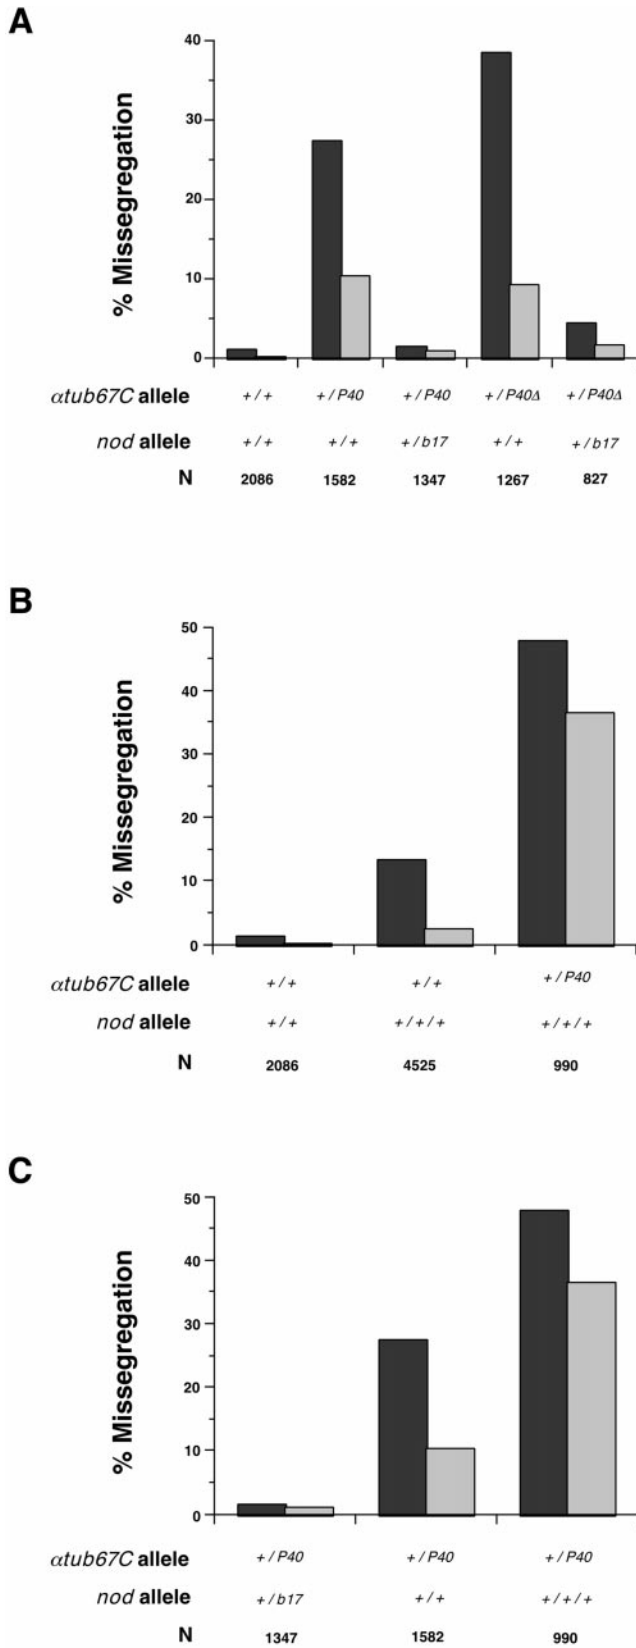 A
% Missegregation
40
30
20
10
0
αtub67C allele +/+ +/P40 +/P40 +/P40Δ +/P40Δ
nod allele +/+ +/+ +/b17 +/+ +/b17
N 2086 1582 1347 1267 827
B
% Missegregation
50
40
30
20
10
0
αtub67C allele +/+ +/+ +/P40
nod allele +/+ +/+/+ +/+/+
N 2086 4525 990
C
% Missegregation
50
40
30
20
10
0
αtub67C allele +/P40 +/P40 +/P40
nod allele +/b17 +/+ +/+/+
N 1347 1582 990